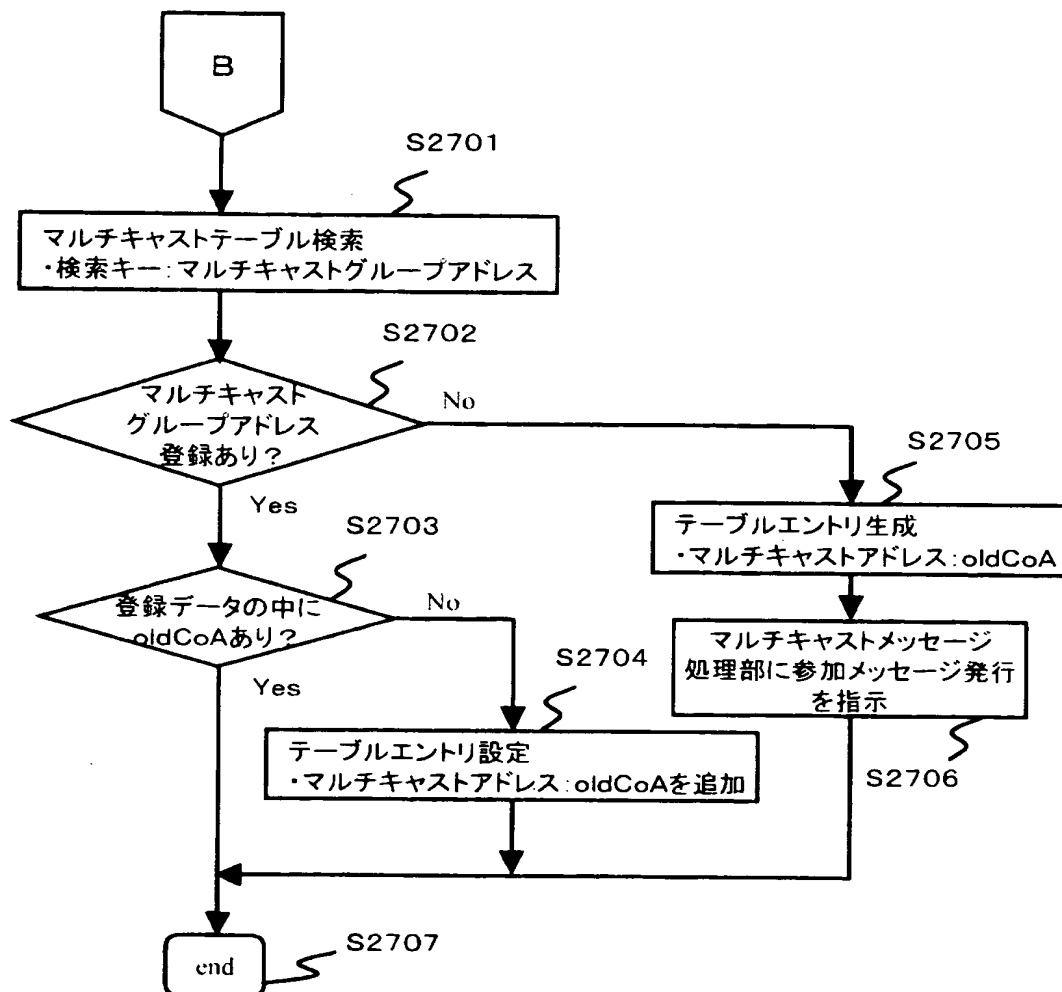 B
S2701
マルチキャストテーブル検索
・検索キー：マルチキャストグループアドレス
S2702
マルチキャスト
グループアドレス
登録あり？
No
Yes
S2705
テーブルエントリ生成
・マルチキャストアドレス：oldCoA
S2703
登録データの中に
oldCoAあり？
No
Yes
マルチキャストメッセージ
処理部に参加メッセージ発行
を指示
S2706
S2704
テーブルエントリ設定
・マルチキャストアドレス：oldCoAを追加
end
S2707